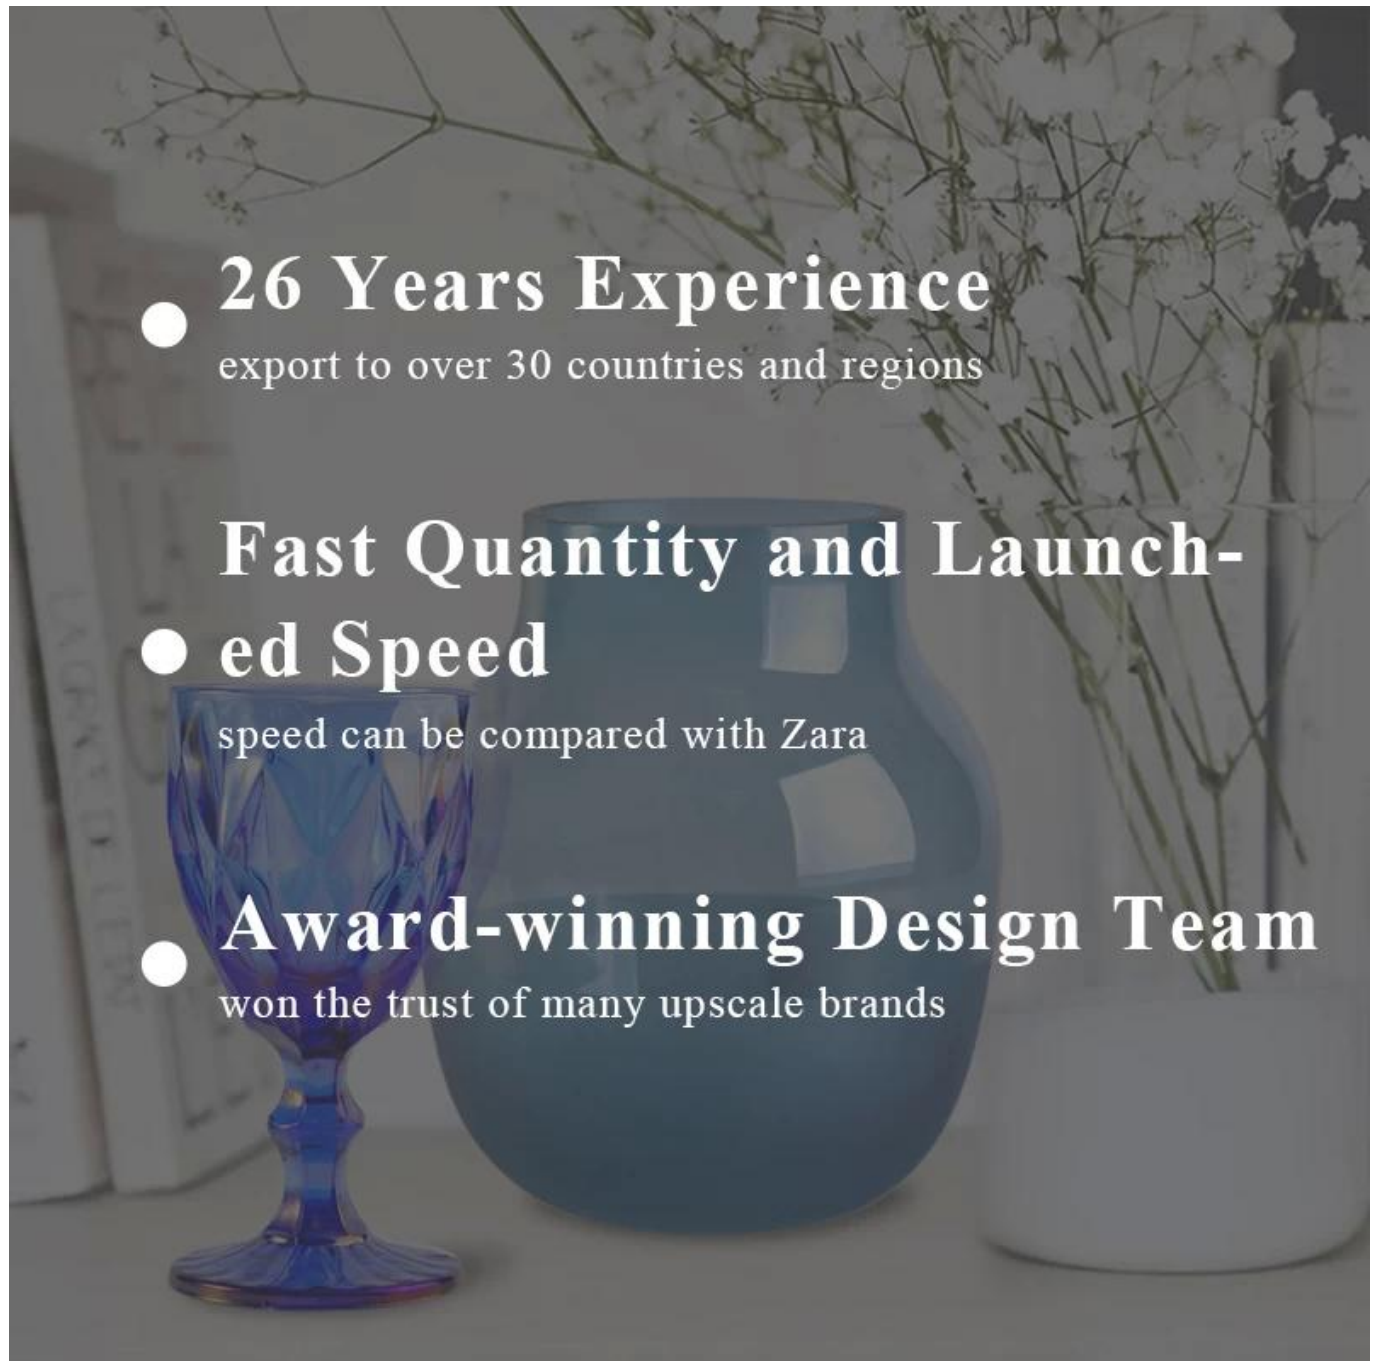 26 Years Experience
export to over 30 countries and regions
Fast Quantity and Launch-
ed Speed
speed can be compared with Zara
Award-winning Design Team
won the trust of many upscale brands